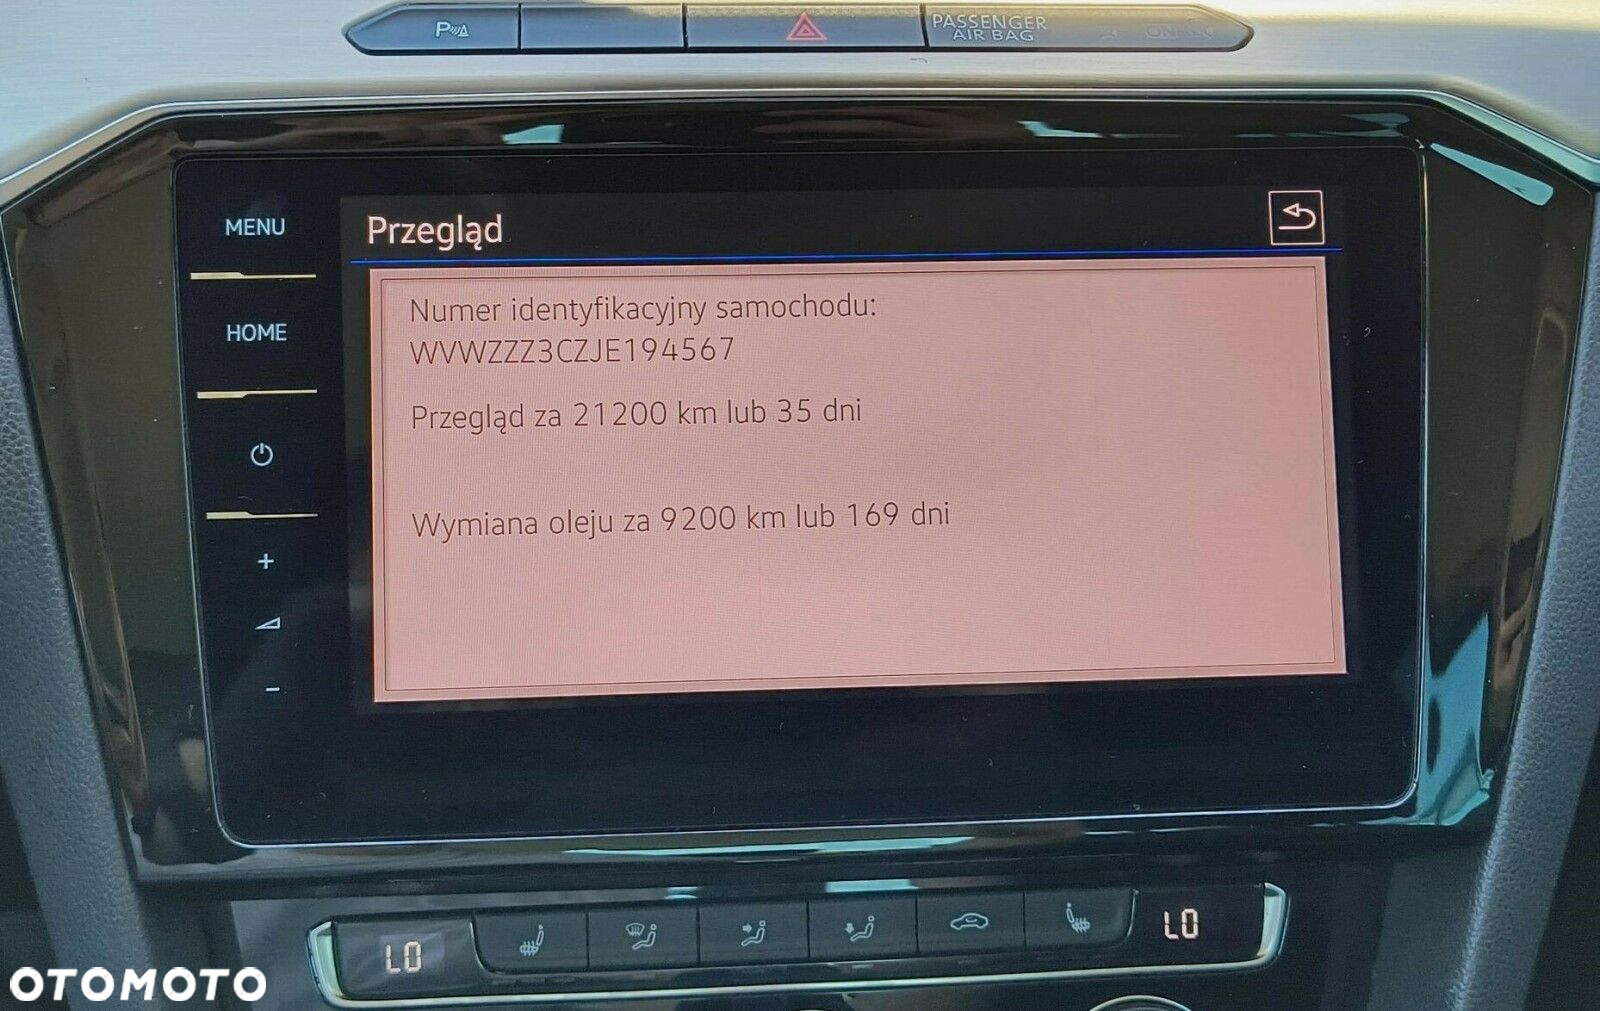 P
PASSENGER
AIR BAG
ON
MENU
Przegląd
HOME
Numer identyfikacyjny samochodu:
WVWZZZ3CZJE194567
Przegląd za 21200 km lub 35 dni
Wymiana oleju za 9200 km lub 169 dni
+
-
LO
LO
OTOMOTO